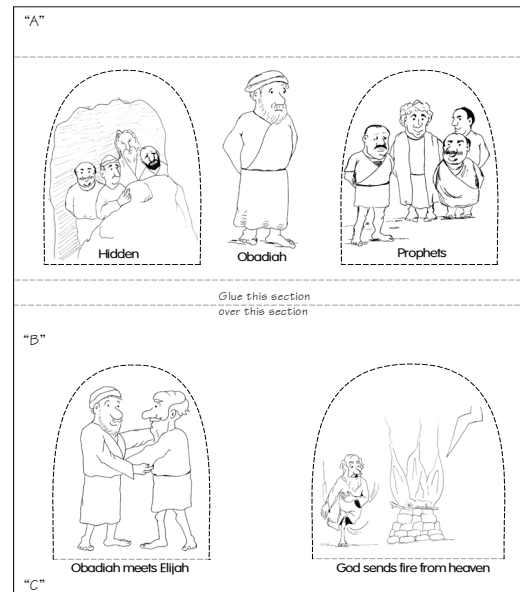 "A"
Hidden
Obadiah
Prophets
Glue this section
over this section
"B"
Obadiah meets Elijah
God sends fire from heaven
"C"